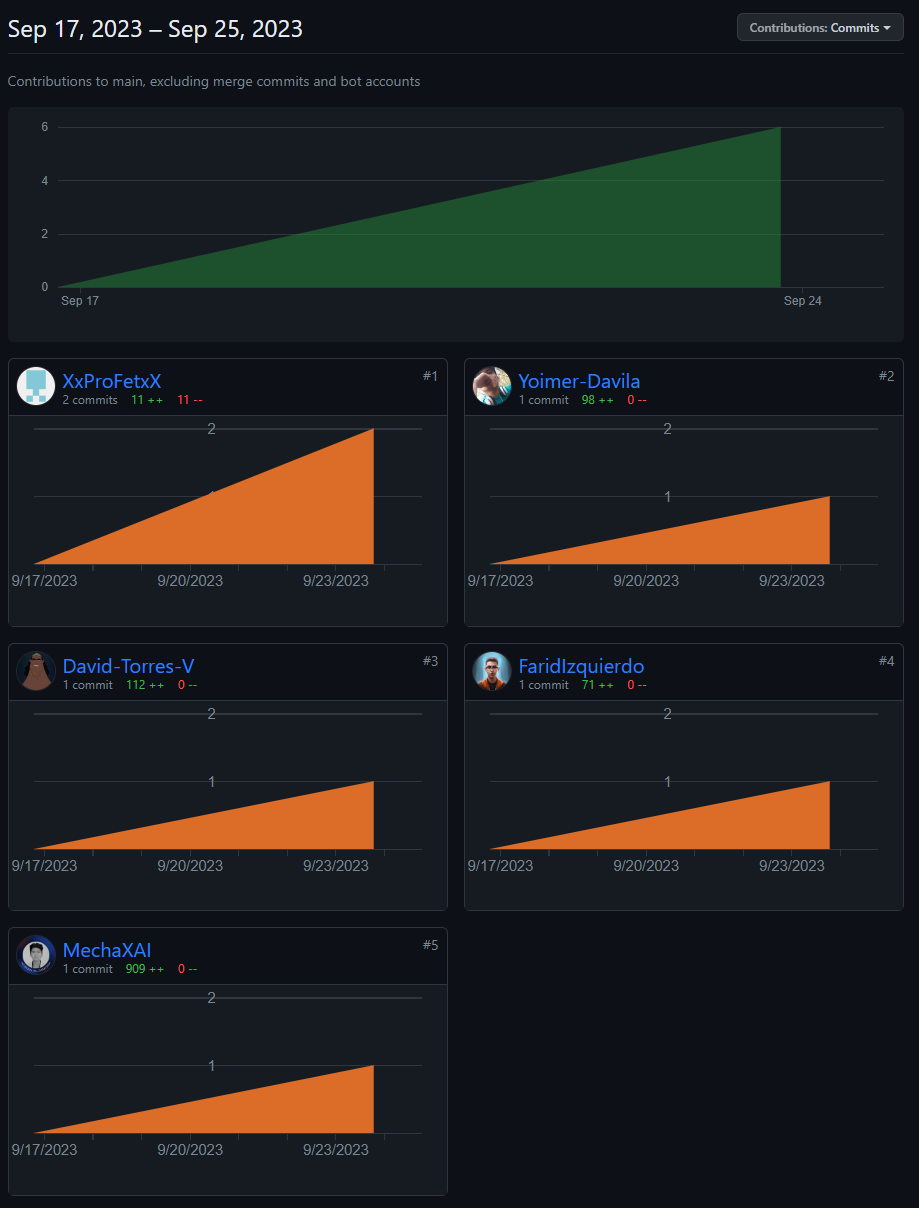 Sep 17, 2023 – Sep 25, 2023
Contributions: Commits
Contributions to main, excluding merge commits and bot accounts
6
4
2
0
Sep 17 Sep 24
XxProFetxX #1
2 commits 11 ++ 11 --
2
9/17/2023 9/20/2023 9/23/2023
Yoimer-Davila #2
1 commit 98 ++ 0 --
2
1
9/17/2023 9/20/2023 9/23/2023
David-Torres-V #3
1 commit 112 ++ 0 --
2
1
9/17/2023 9/20/2023 9/23/2023
FaridIzquierdo #4
1 commit 71 ++ 0 --
2
1
9/17/2023 9/20/2023 9/23/2023
MechaXAI #5
1 commit 909 ++ 0 --
2
1
9/17/2023 9/20/2023 9/23/2023